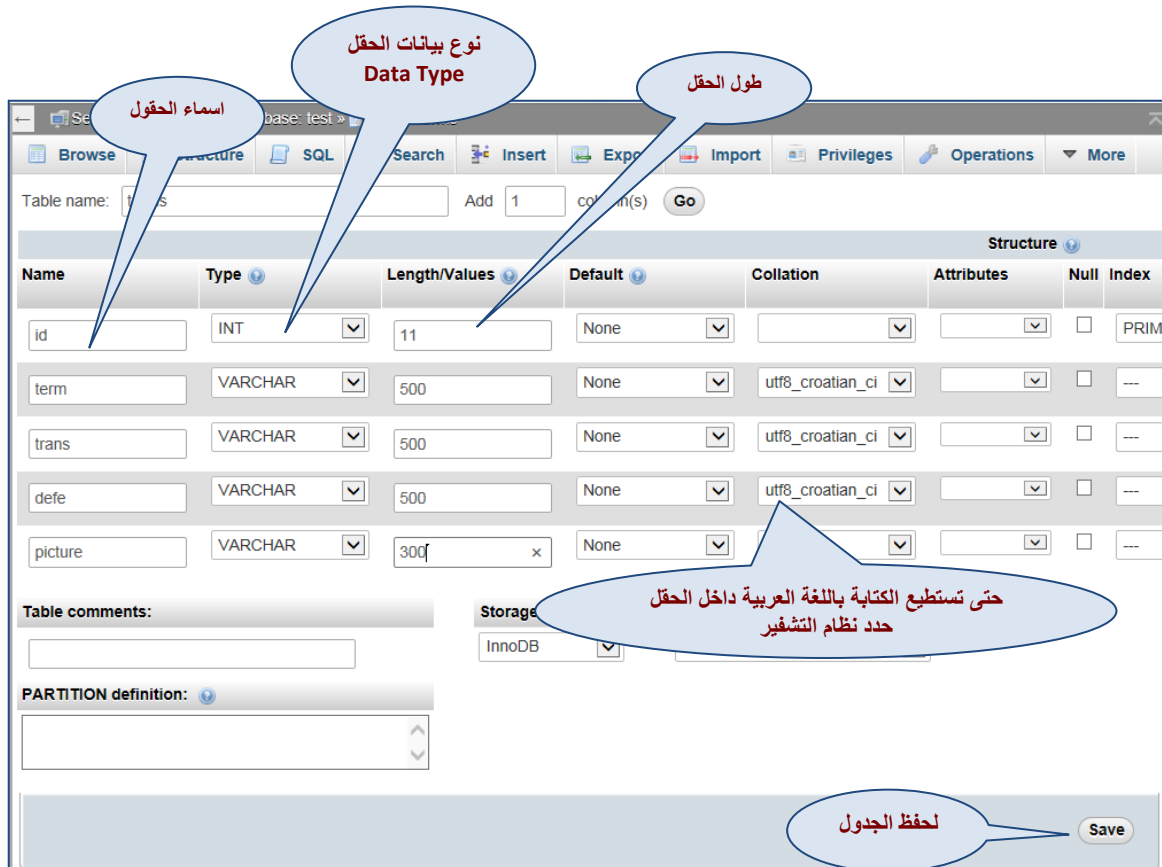 نوع بيانات الحقل
Data Type
طول الحقل
اسماء الحقول
base: test »
Browse SQL Search Insert Import Privileges Operations More
Table name: Add 1 Go
Structure
Name Type Length/Values Default Collation Attributes Null Index
id INT 11 None PRIM
term VARCHAR 500 None utf8_croatian_ci ---
trans VARCHAR 500 None utf8_croatian_ci ---
defe VARCHAR 500 None utf8_croatian_ci ---
picture VARCHAR 300 × None ---
حتى تستطيع الكتابة باللغة العربية داخل الحقل
حدد نظام التشفير
Table comments: Storage
InnoDB
PARTITION definition:
لحفظ الجدول
Save